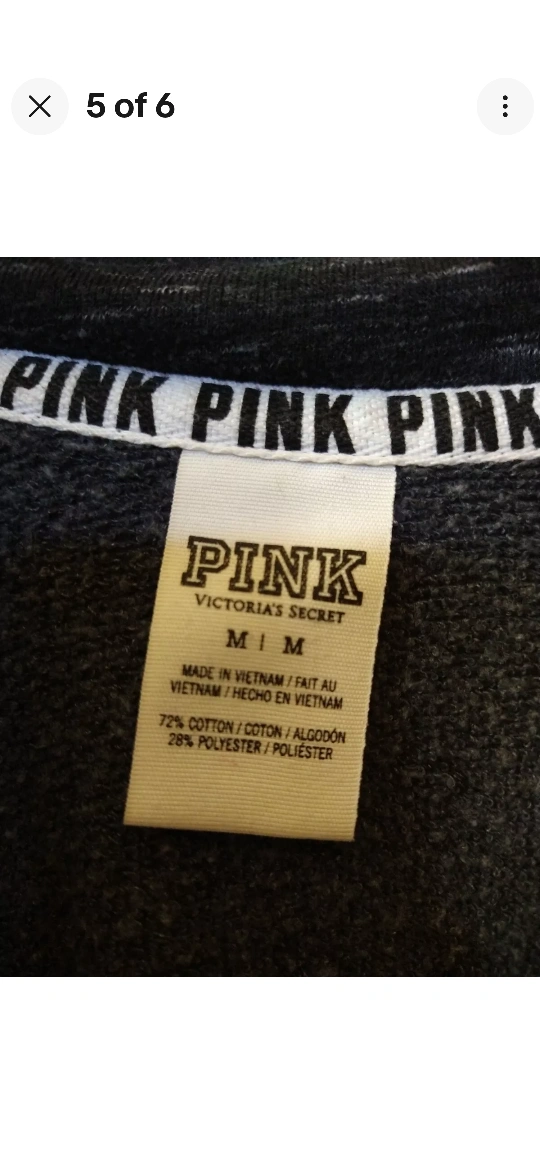 5 of 6
PINK PINK PINK
PINK
VICTORIA'S SECRET
M | M
MADE IN VIETNAM / FAIT AU
VIETNAM / HECHO EN VIETNAM
72% COTTON / COTON / ALGODÓN
28% POLYESTER / POLIÉSTER